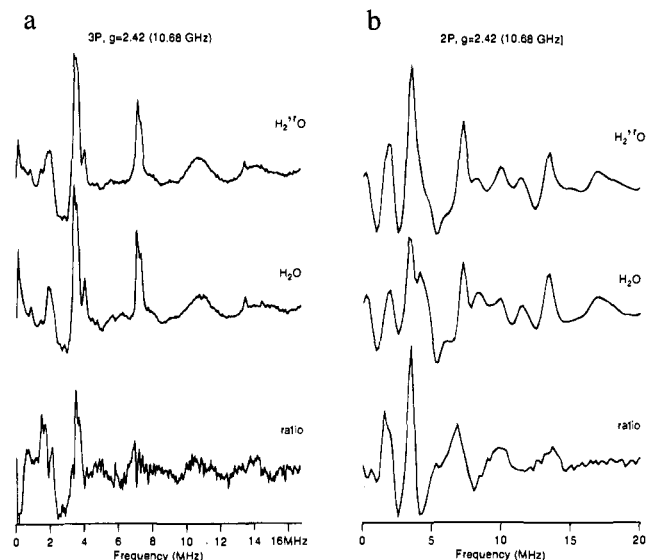 a
3P, g=2.42 (10.68 GHz)
H₂¹⁷O
H₂O
ratio
0 2 4 6 8 10 12 14 16MHz
Frequency (MHz)
b
2P, g=2.42 (10.68 GHz]
H₂¹⁷O
H₂O
ratio
0 5 10 15 20
Frequency (MHz)